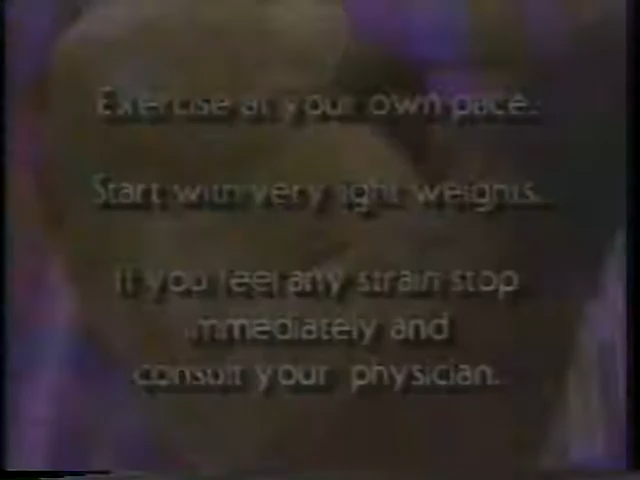 Exercise at your own pace.
Start with very light weights.
If you feel any strain stop
immediately and
consult your physician.